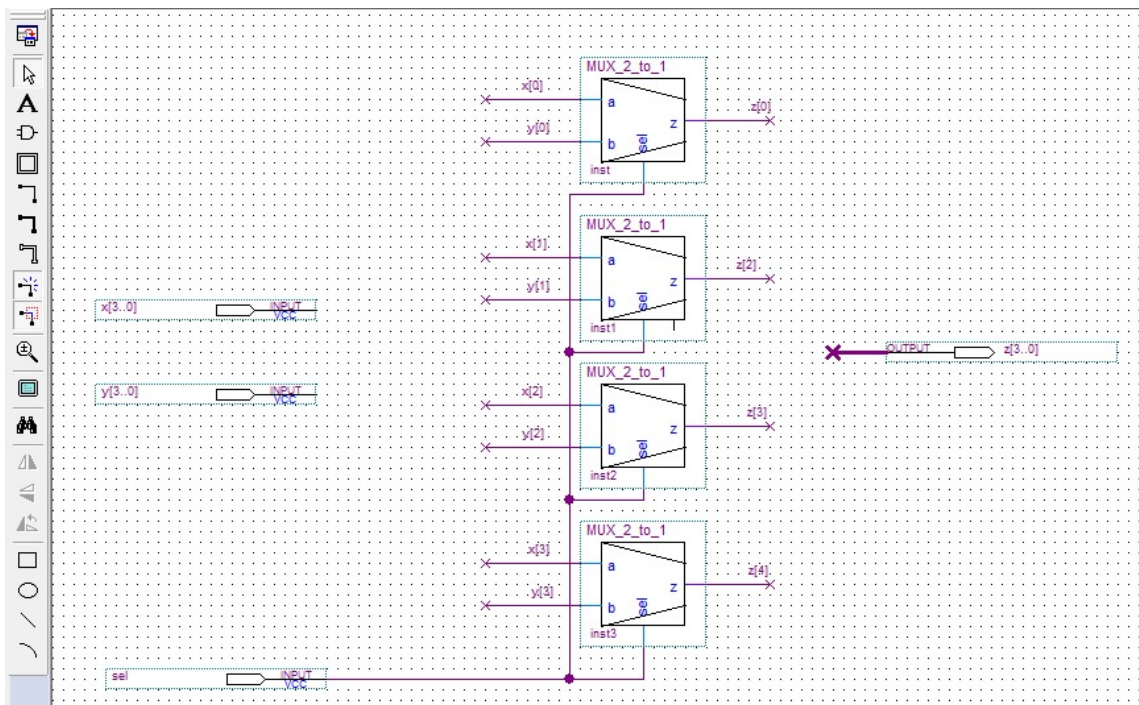 MUX_2_to_1
x[0]
a
z[0]
z
y[0]
b
sel
inst
MUX_2_to_1
x[1]
a
z[2]
z
y[1]
b
sel
inst1
x[3..0]
INPUT
VCC
OUTPUT
z[3..0]
MUX_2_to_1
y[3..0]
INPUT
VCC
x[2]
a
z[3]
z
y[2]
b
sel
inst2
MUX_2_to_1
x[3]
a
z[4]
z
y[3]
b
sel
inst3
sel
INPUT
VCC
A